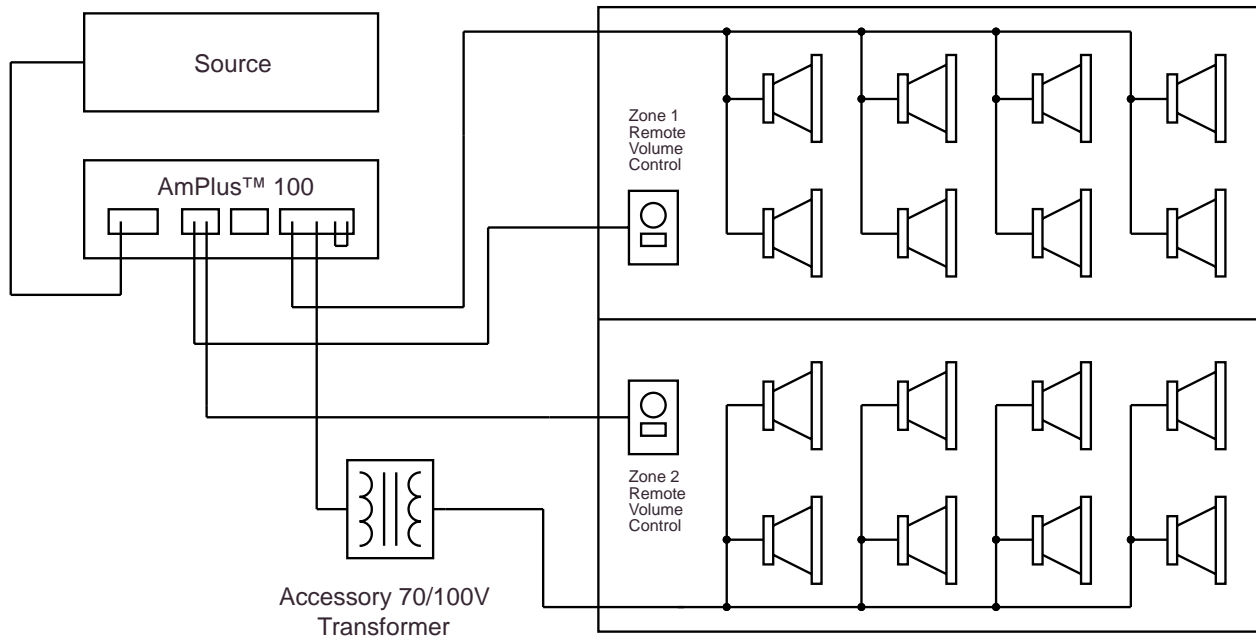 Source
AmPlus™ 100
Zone 1
Remote
Volume
Control
Zone 2
Remote
Volume
Control
Accessory 70/100V
Transformer